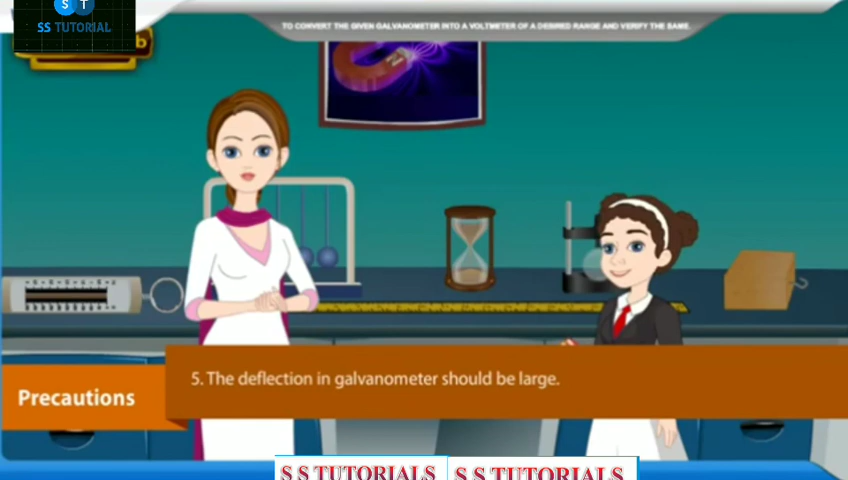 S T
SS TUTORIAL
TO CONVERT THE GIVEN GALVANOMETER INTO A VOLTMETER OF A DESIRED RANGE AND VERIFY THE SAME.
N
5. The deflection in galvanometer should be large.
Precautions
S S TUTORIALS S S TUTORIALS